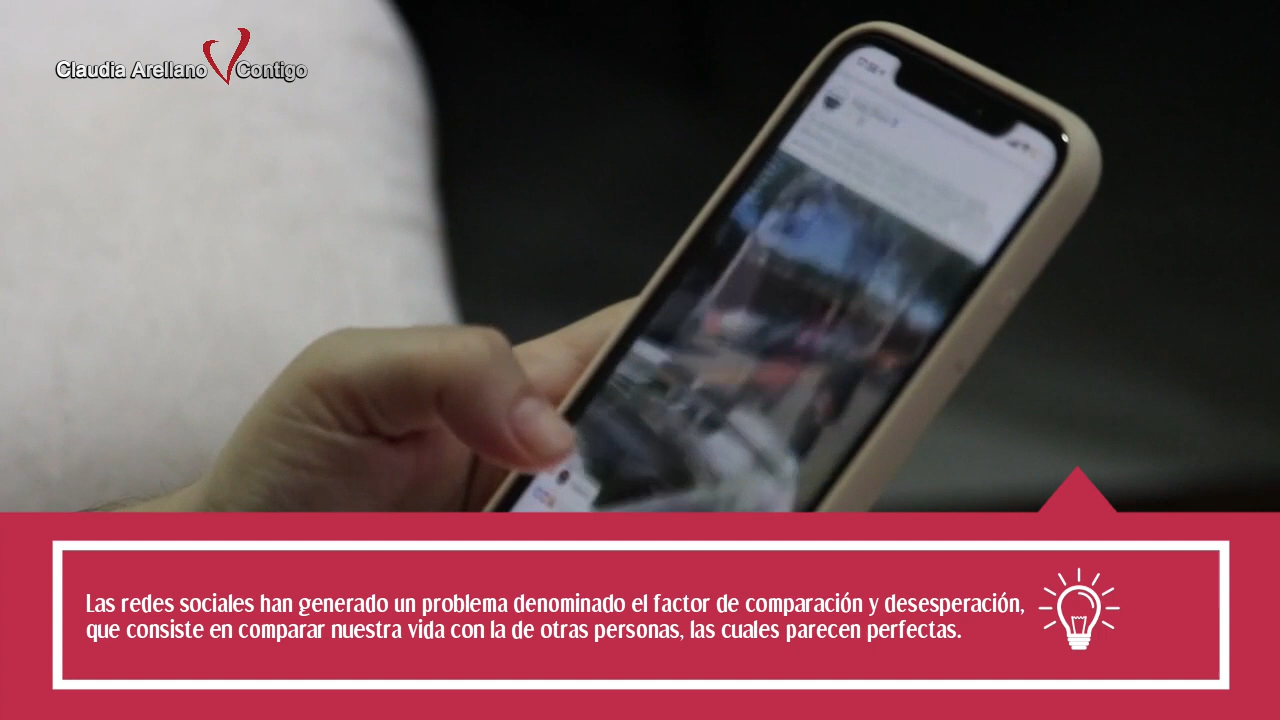 Claudia Arellano Contigo
Las redes sociales han generado un problema denominado el factor de comparación y desesperación,
que consiste en comparar nuestra vida con la de otras personas, las cuales parecen perfectas.